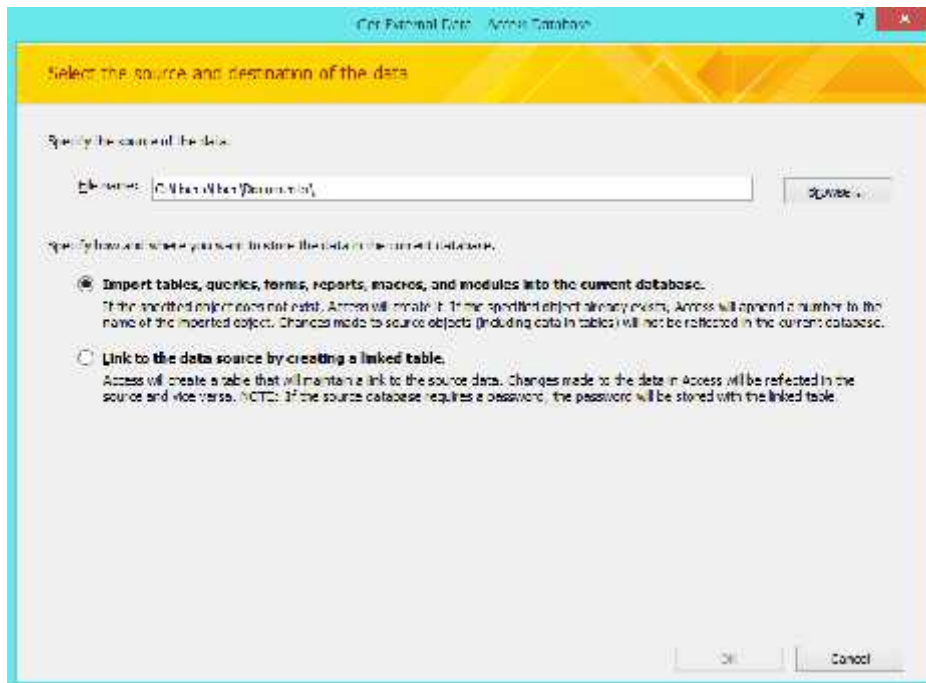 Get External Data - Access Database
Select the source and destination of the data
Specify the source of the data.
File name:
Browse...
Specify how and where you want to store the data in the current database.
Import tables, queries, forms, reports, macros, and modules into the current database.
If the specified object does not exist, Access will create it. If the specified object already exists, Access will append a number to the
name of the imported object. Changes made to source objects (including data in tables) will not be reflected in the current database.
Link to the data source by creating a linked table.
Access will create a table that will maintain a link to the source data. Changes made to the data in Access will be reflected in the
source and vice versa. NOTE: If the source database requires a password, the password will be stored with the linked table.
OK
Cancel